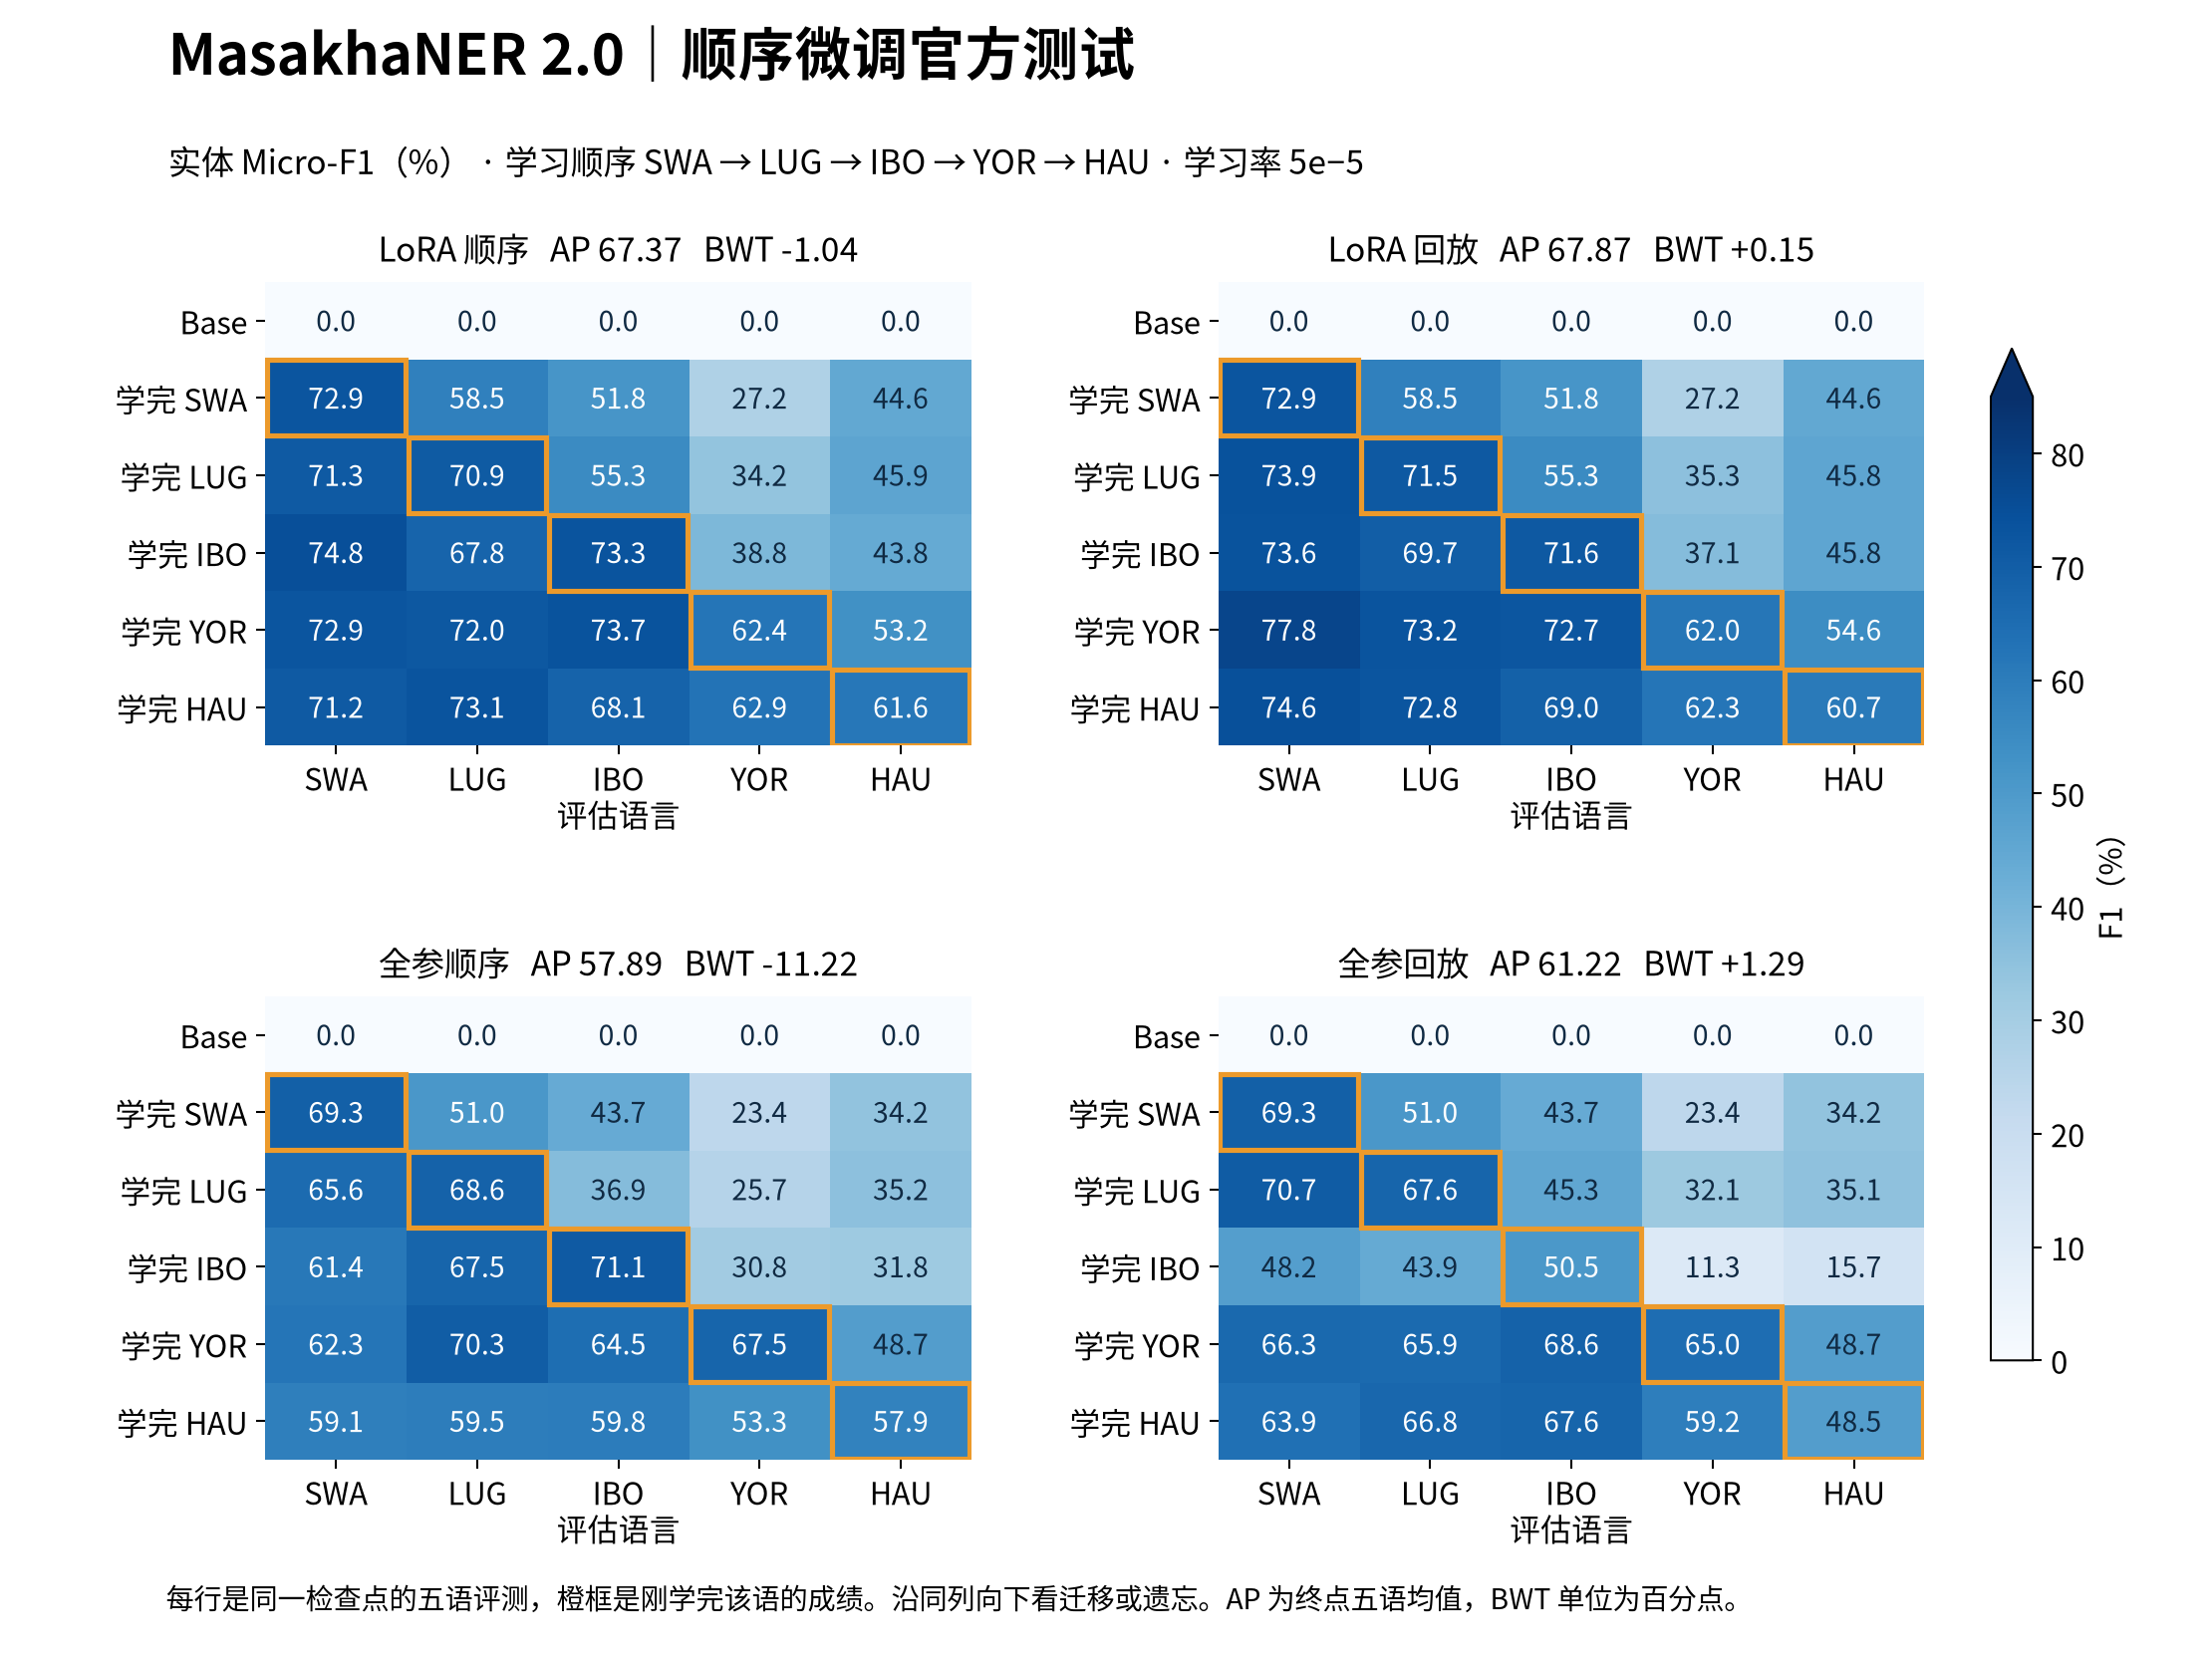 MasakhaNER 2.0｜顺序微调官方测试
实体 Micro-F1（%） · 学习顺序 SWA → LUG → IBO → YOR → HAU · 学习率 5e−5
LoRA 顺序 AP 67.37 BWT -1.04
Base 0.0 0.0 0.0 0.0 0.0
学完 SWA 72.9 58.5 51.8 27.2 44.6
学完 LUG 71.3 70.9 55.3 34.2 45.9
学完 IBO 74.8 67.8 73.3 38.8 43.8
学完 YOR 72.9 72.0 73.7 62.4 53.2
学完 HAU 71.2 73.1 68.1 62.9 61.6
SWA LUG IBO YOR HAU
评估语言
LoRA 回放 AP 67.87 BWT +0.15
Base 0.0 0.0 0.0 0.0 0.0
学完 SWA 72.9 58.5 51.8 27.2 44.6
学完 LUG 73.9 71.5 55.3 35.3 45.8
学完 IBO 73.6 69.7 71.6 37.1 45.8
学完 YOR 77.8 73.2 72.7 62.0 54.6
学完 HAU 74.6 72.8 69.0 62.3 60.7
SWA LUG IBO YOR HAU
评估语言
全参顺序 AP 57.89 BWT -11.22
Base 0.0 0.0 0.0 0.0 0.0
学完 SWA 69.3 51.0 43.7 23.4 34.2
学完 LUG 65.6 68.6 36.9 25.7 35.2
学完 IBO 61.4 67.5 71.1 30.8 31.8
学完 YOR 62.3 70.3 64.5 67.5 48.7
学完 HAU 59.1 59.5 59.8 53.3 57.9
SWA LUG IBO YOR HAU
评估语言
全参回放 AP 61.22 BWT +1.29
Base 0.0 0.0 0.0 0.0 0.0
学完 SWA 69.3 51.0 43.7 23.4 34.2
学完 LUG 70.7 67.6 45.3 32.1 35.1
学完 IBO 48.2 43.9 50.5 11.3 15.7
学完 YOR 66.3 65.9 68.6 65.0 48.7
学完 HAU 63.9 66.8 67.6 59.2 48.5
SWA LUG IBO YOR HAU
评估语言
80
70
60
50
40
30
20
10
0
F1（%）
每行是同一检查点的五语评测，橙框是刚学完该语的成绩。沿同列向下看迁移或遗忘。AP 为终点五语均值，BWT 单位为百分点。